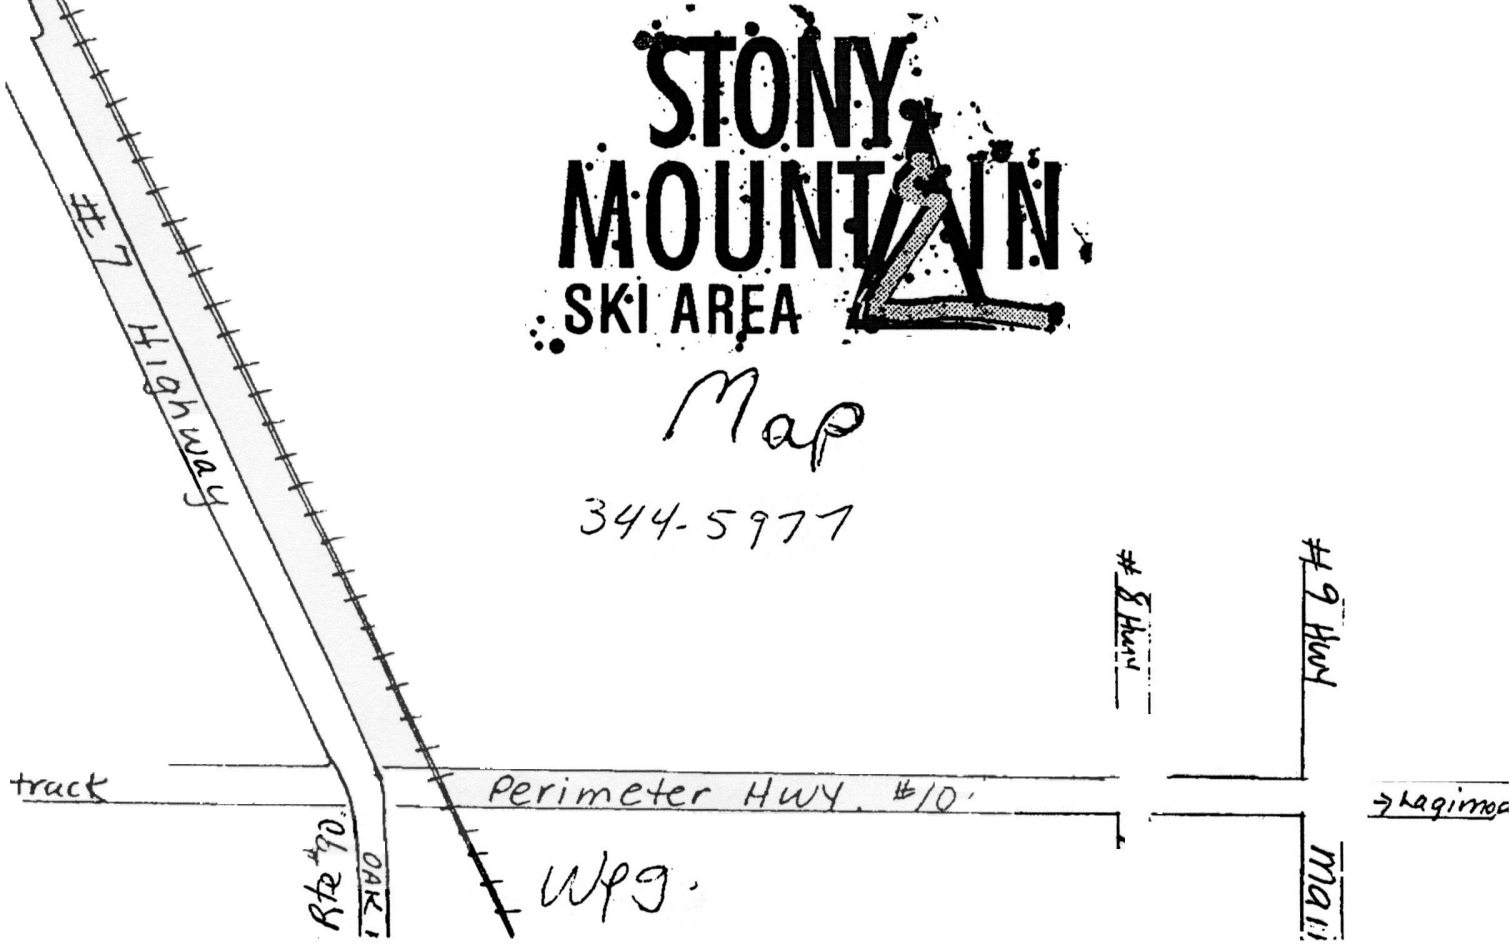 STONY
MOUNTAIN
SKI AREA
Map
344-5977
#7 Highway
#8 Hwy
#9 Hwy
track
Perimeter HWY. #10
→Lagimod
Rte #90.
OAK
Wpg.
Main